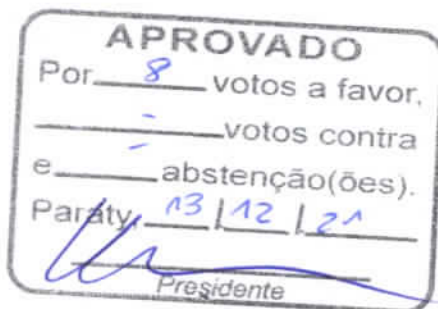 APROVADO
Por 8 votos a favor,
- votos contra
e - abstenção(ões).
Paraty, 13 / 12 / 21
Presidente